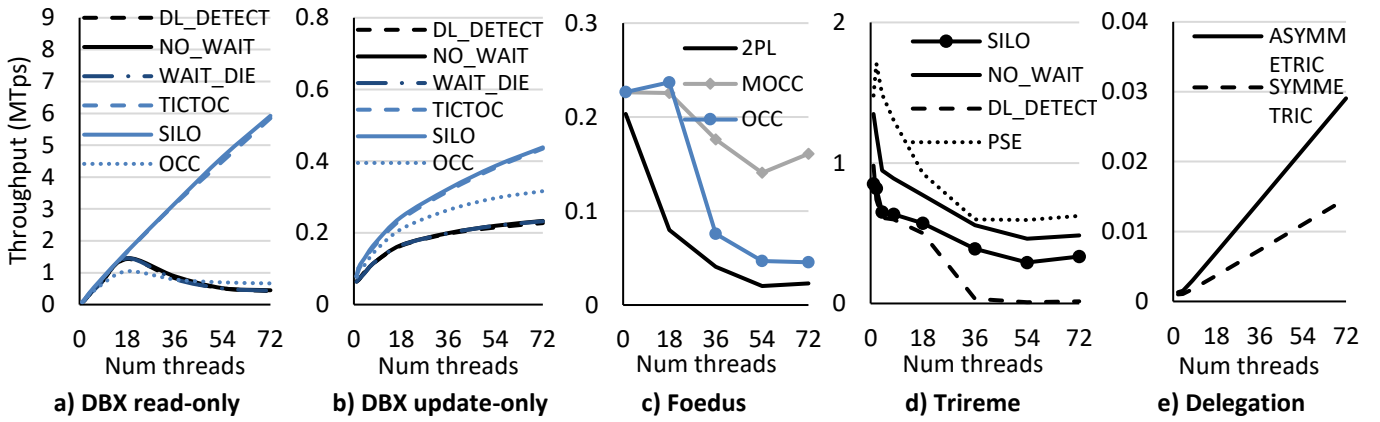 Throughput (MTps)
9
8
7
6
5
4
3
2
1
0
DL_DETECT
NO_WAIT
WAIT_DIE
TICTOC
SILO
OCC
0 18 36 54 72
Num threads
a) DBX read-only
0.8
0.6
0.4
0.2
0
DL_DETECT
NO_WAIT
WAIT_DIE
TICTOC
SILO
OCC
0 18 36 54 72
Num threads
b) DBX update-only
0.3
0.2
0.1
0
2PL
MOCC
OCC
0 18 36 54 72
Num threads
c) Foedus
2
1
0
SILO
NO_WAIT
DL_DETECT
PSE
0 18 36 54 72
Num threads
d) Trireme
0.04
0.03
0.02
0.01
0
ASYMM
ETRIC
SYMME
TRIC
0 18 36 54 72
Num threads
e) Delegation